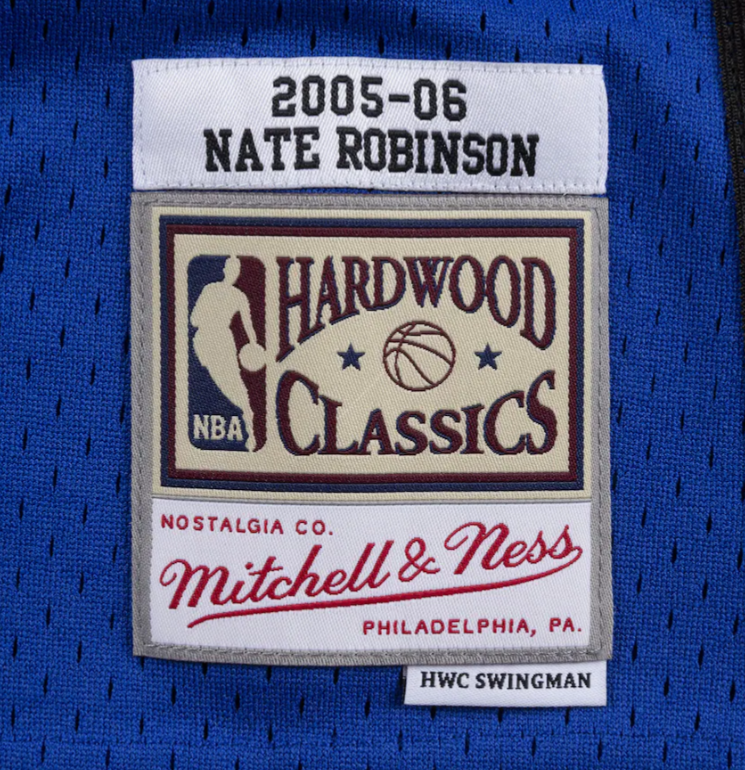 2005-06
NATE ROBINSON
HARDWOOD
CLASSICS
NBA
NOSTALGIA CO.
Mitchell & Ness
PHILADELPHIA, PA.
HWC SWINGMAN